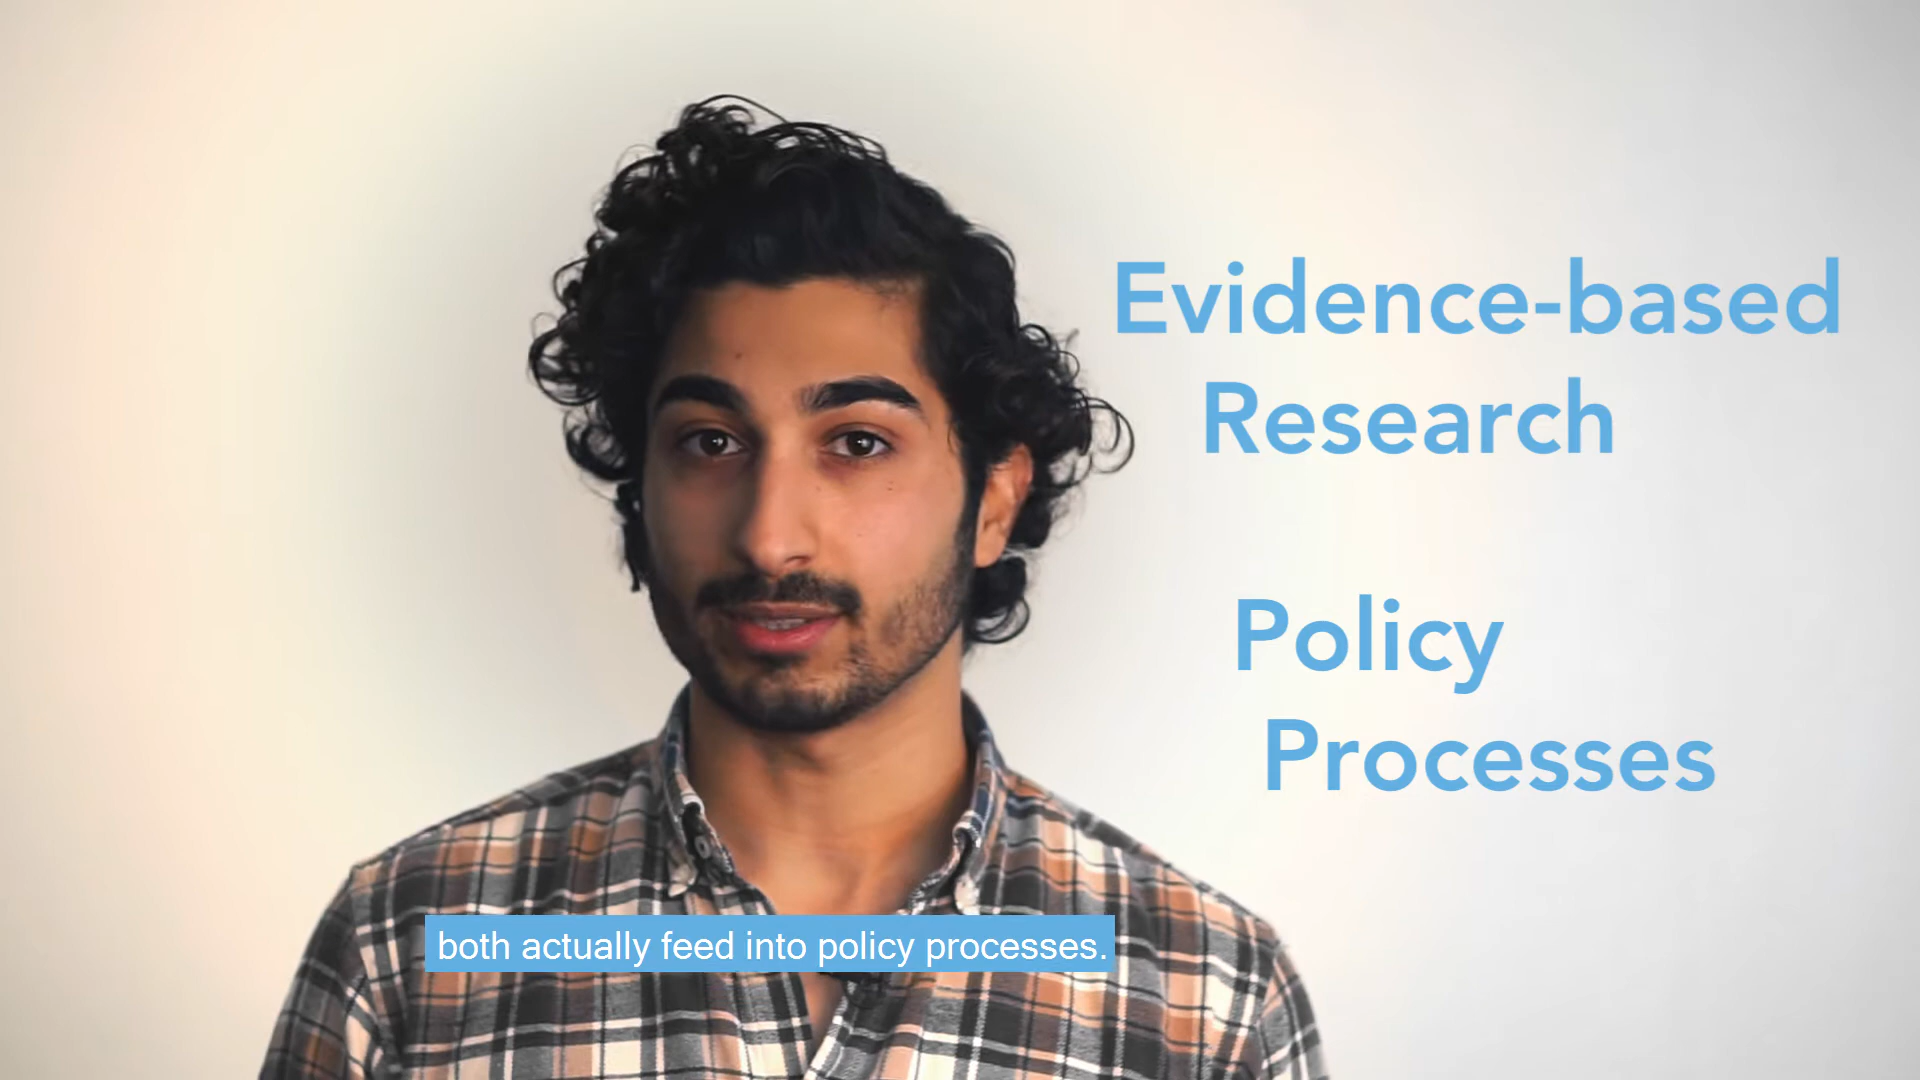 Evidence-based
Research
Policy
Processes
both actually feed into policy processes.